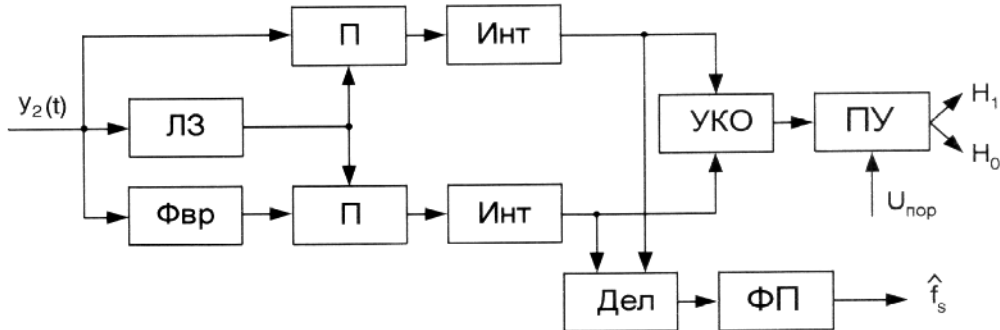 П
Инт
y₂(t)
ЛЗ
УКО
ПУ
H₁
H₀
Фвр
П
Инт
Uпор
Дел
ФП
f̂ₛ